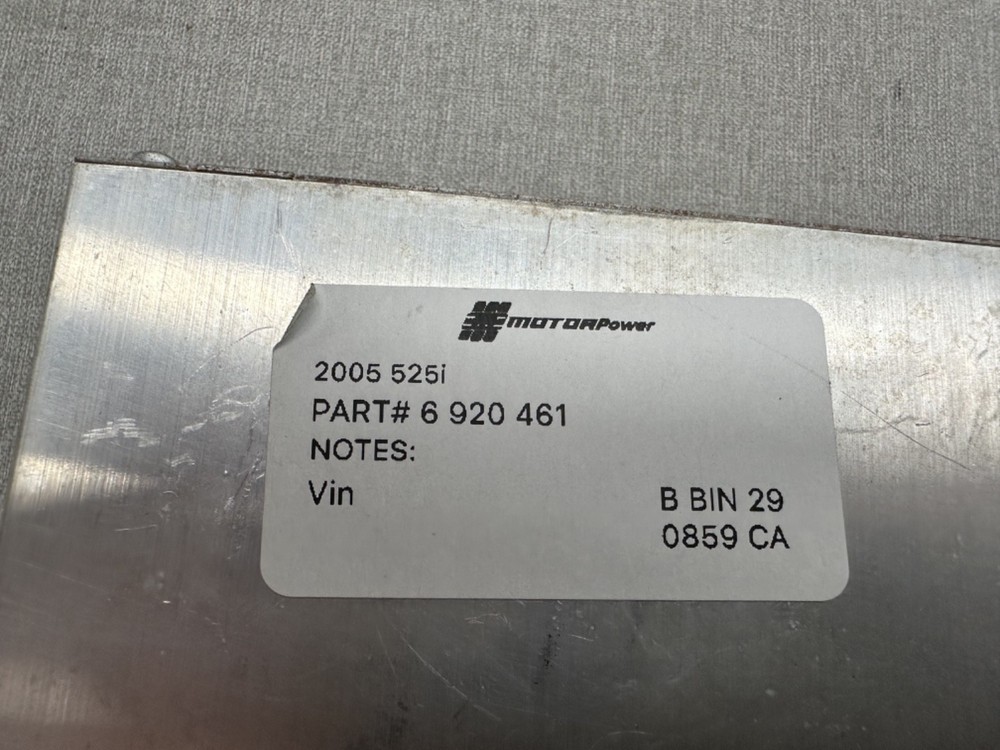 MOTORPower
2005 525i
PART# 6 920 461
NOTES:
Vin
B BIN 29
0859 CA